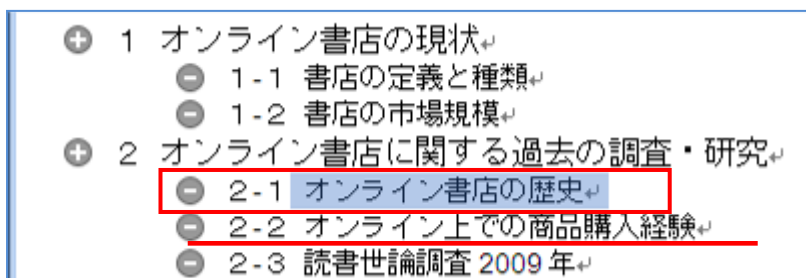 1 オンライン書店の現状↵
1-1 書店の定義と種類↵
1-2 書店の市場規模↵
2 オンライン書店に関する過去の調査・研究↵
2-1 オンライン書店の歴史↵
2-2 オンライン上での商品購入経験↵
2-3 読書世論調査 2009 年↵